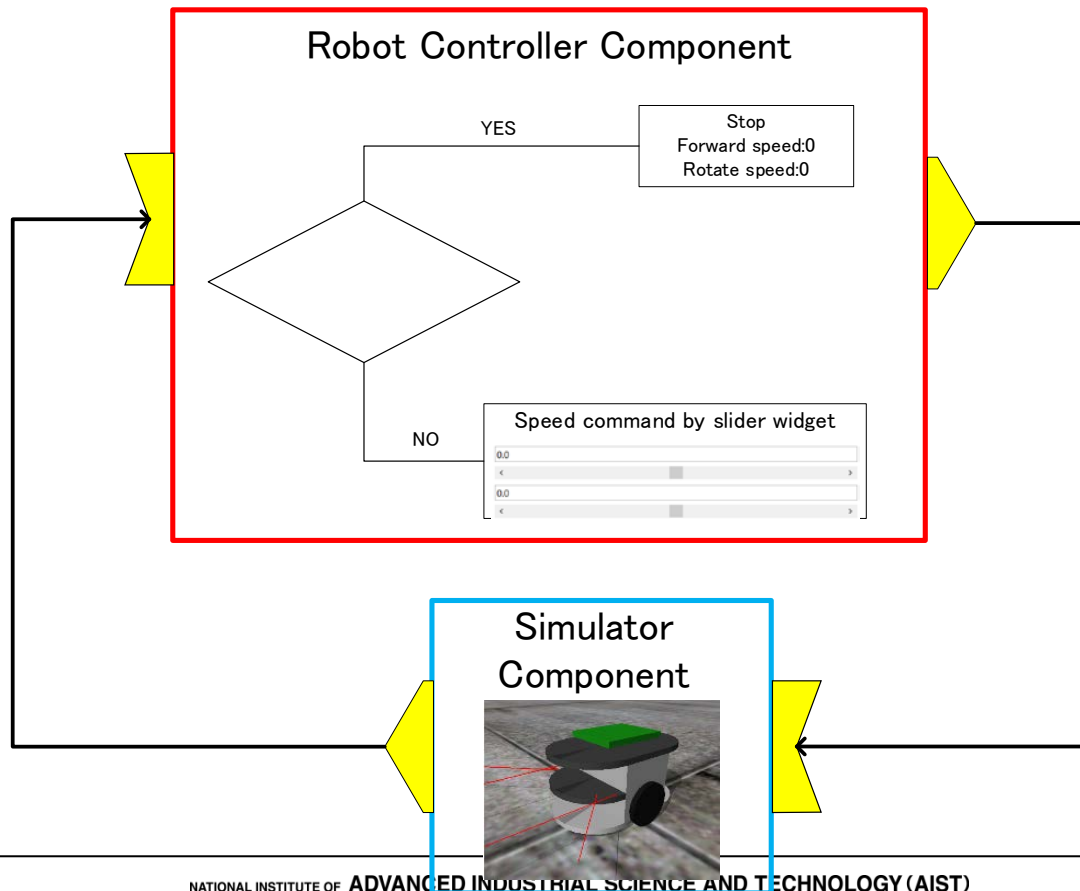 Robot Controller Component
YES
Stop
Forward speed:0
Rotate speed:0
NO
Speed command by slider widget
0.0
0.0
Simulator
Component
NATIONAL INSTITUTE OF ADVANCED INDUSTRIAL SCIENCE AND TECHNOLOGY(AIST)